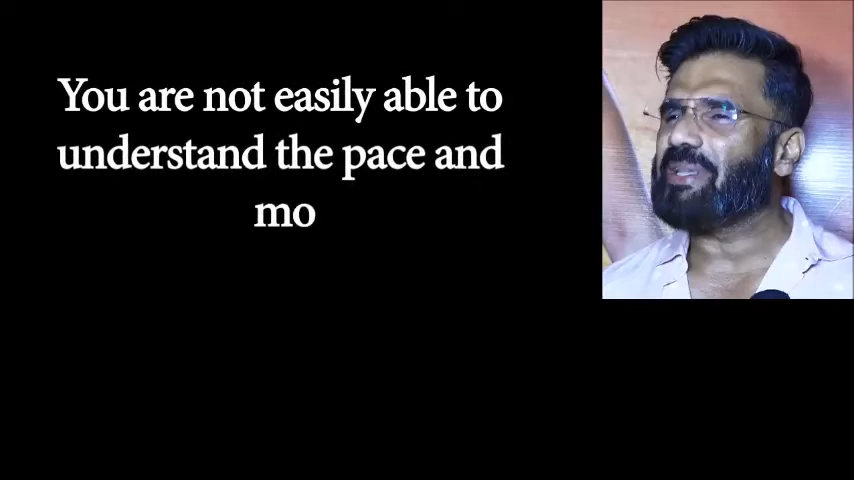 You are not easily able to
understand the pace and
mo